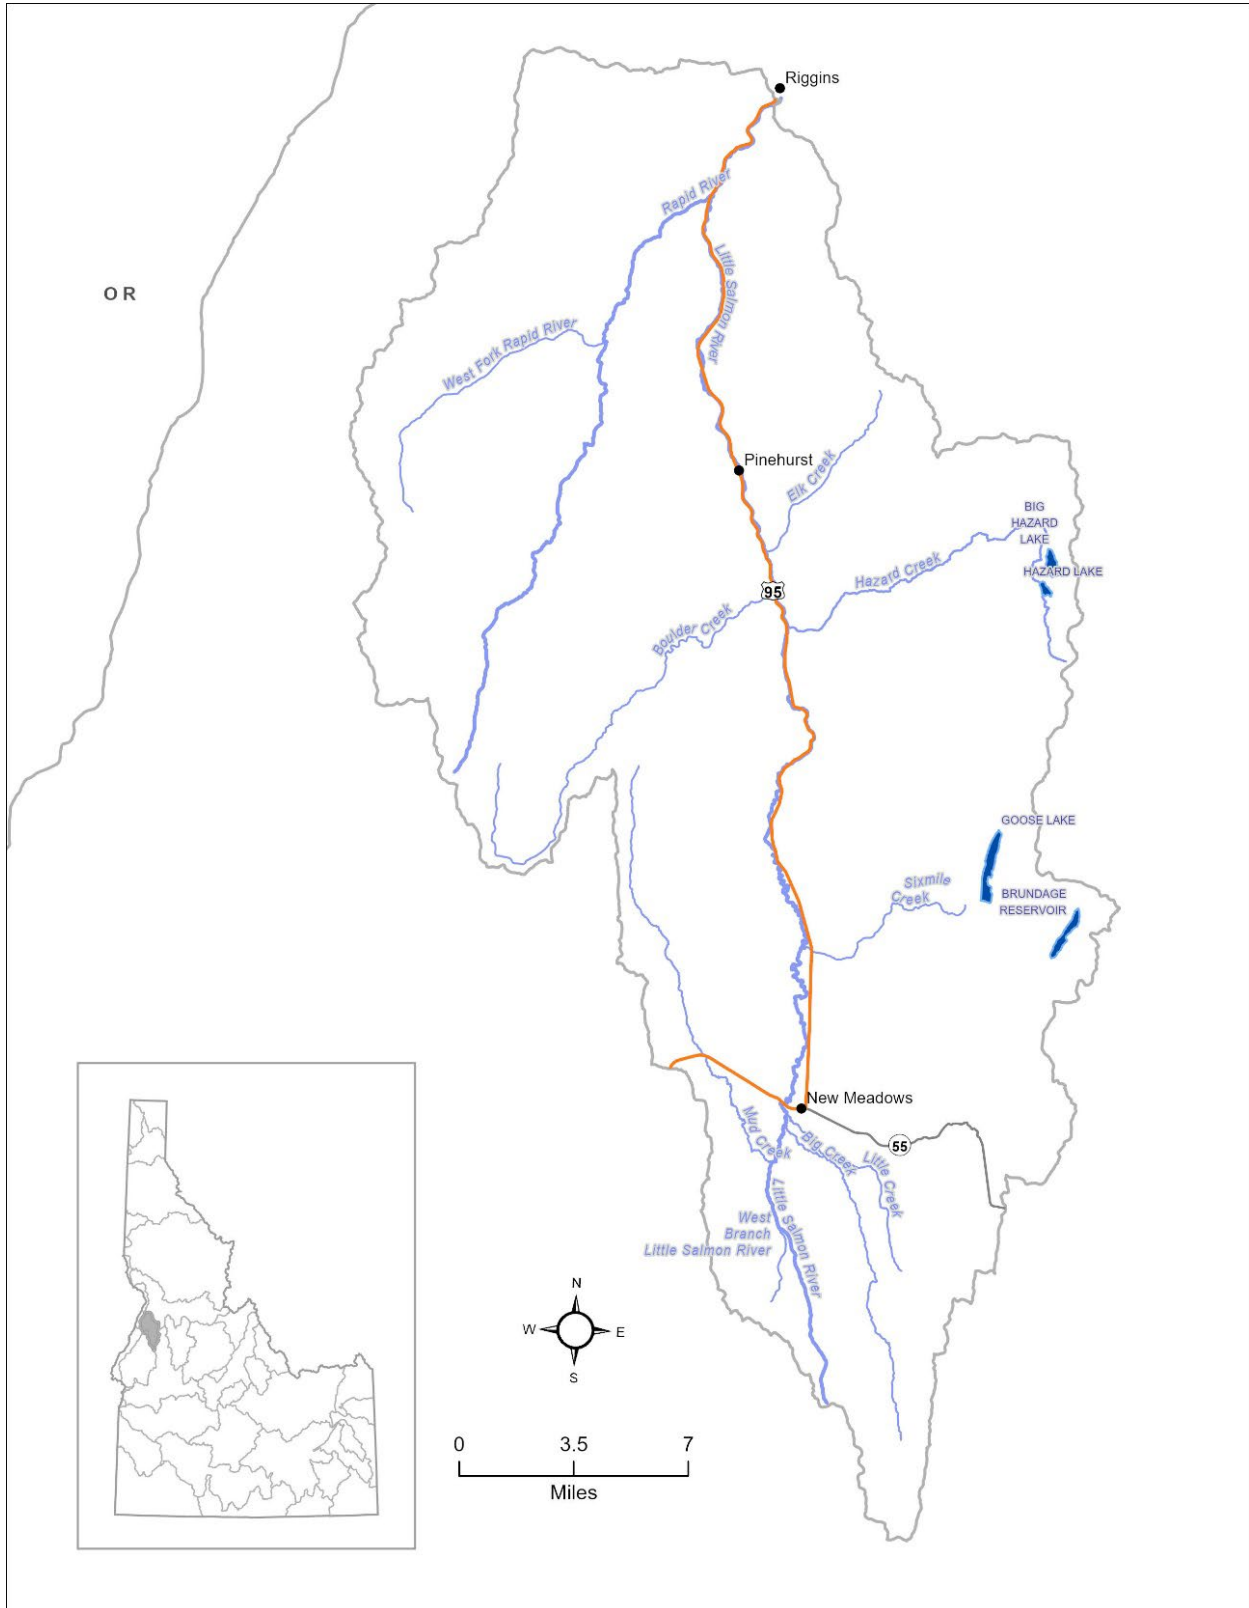 Riggins
Rapid River
OR
Little Salmon River
West Fork Rapid River
Pinehurst
Elk Creek
BIG
HAZARD
LAKE
Hazard Creek
HAZARD LAKE
95
Boulder Creek
GOOSE LAKE
Sixmile
Creek
BRUNDAGE
RESERVOIR
New Meadows
Mud Creek
Big Creek
55
Little Creek
Little Salmon River
West
Branch
Little Salmon River
N
W
E
S
0 3.5 7
Miles